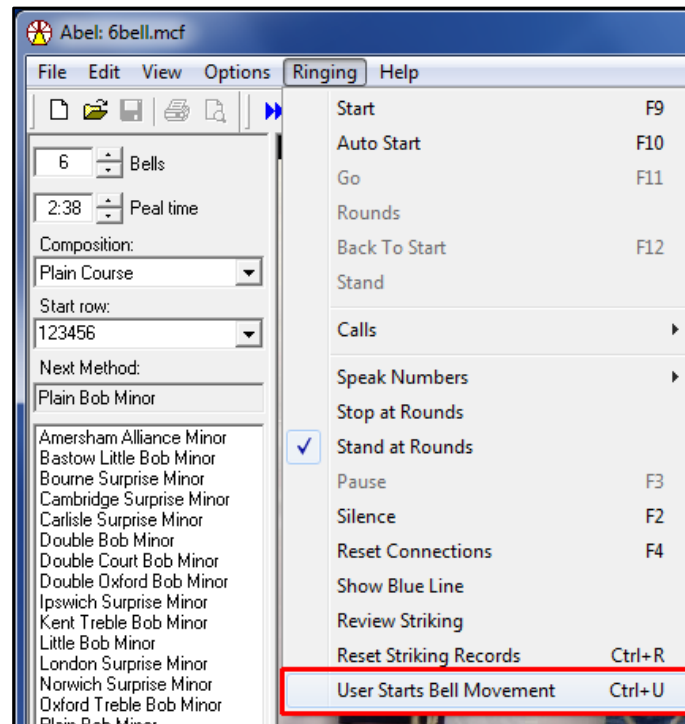 Abel: 6bell.mcf
File Edit View Options Ringing Help
6 Bells
2:38 Peal time
Composition:
Plain Course
Start row:
123456
Next Method:
Plain Bob Minor
Amersham Alliance Minor
Bastow Little Bob Minor
Bourne Surprise Minor
Cambridge Surprise Minor
Carlisle Surprise Minor
Double Bob Minor
Double Court Bob Minor
Double Oxford Bob Minor
Ipswich Surprise Minor
Kent Treble Bob Minor
Little Bob Minor
London Surprise Minor
Norwich Surprise Minor
Oxford Treble Bob Minor
Plain Bob Minor
Start F9
Auto Start F10
Go F11
Rounds
Back To Start F12
Stand
Calls
Speak Numbers
Stop at Rounds
Stand at Rounds
Pause F3
Silence F2
Reset Connections F4
Show Blue Line
Review Striking
Reset Striking Records Ctrl+R
User Starts Bell Movement Ctrl+U